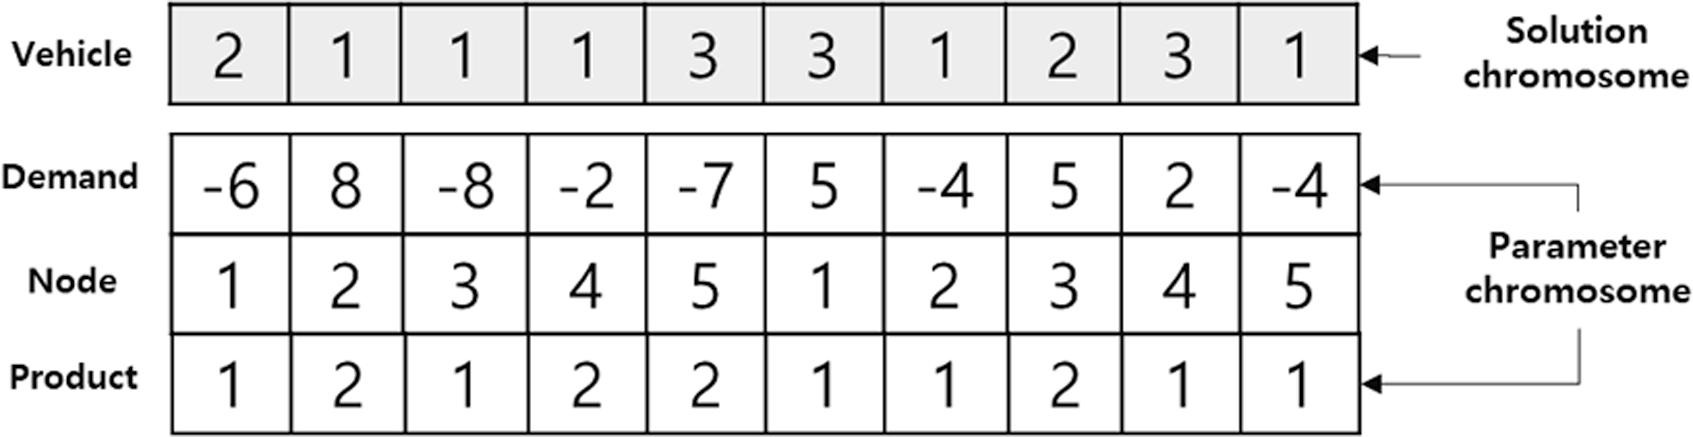 Vehicle 2 1 1 1 3 3 1 2 3 1
Solution
chromosome
Demand -6 8 -8 -2 -7 5 -4 5 2 -4
Node 1 2 3 4 5 1 2 3 4 5
Parameter
chromosome
Product 1 2 1 2 2 1 1 2 1 1